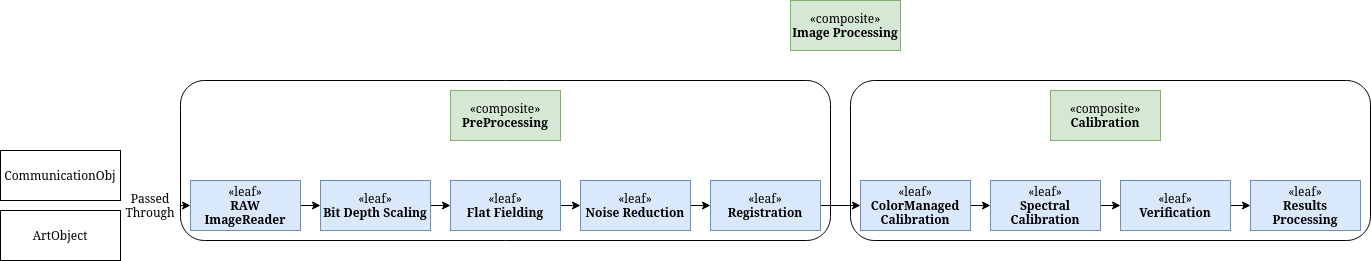 «composite»
Image Processing
«composite»
PreProcessing
«composite»
Calibration
CommunicationObj
ArtObject
Passed
Through
«leaf»
RAW
ImageReader
«leaf»
Bit Depth Scaling
«leaf»
Flat Fielding
«leaf»
Noise Reduction
«leaf»
Registration
«leaf»
ColorManaged
Calibration
«leaf»
Spectral
Calibration
«leaf»
Verification
«leaf»
Results
Processing